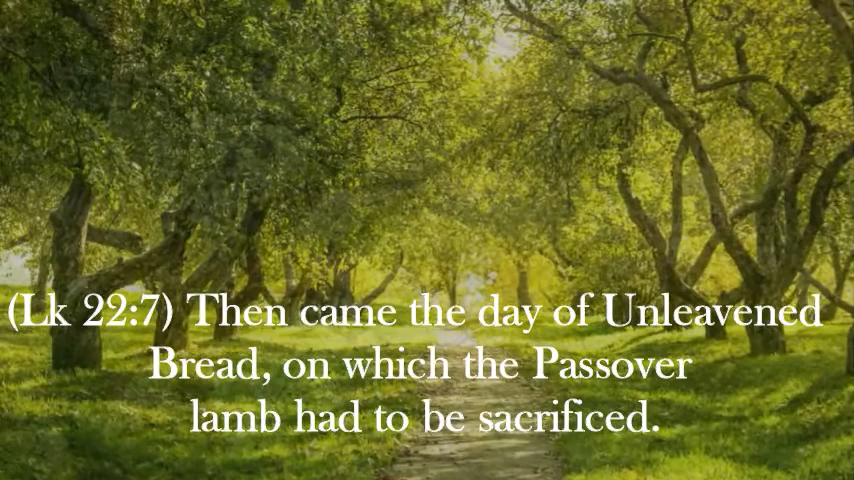 (Lk 22:7) Then came the day of Unleavened
Bread, on which the Passover
lamb had to be sacrificed.